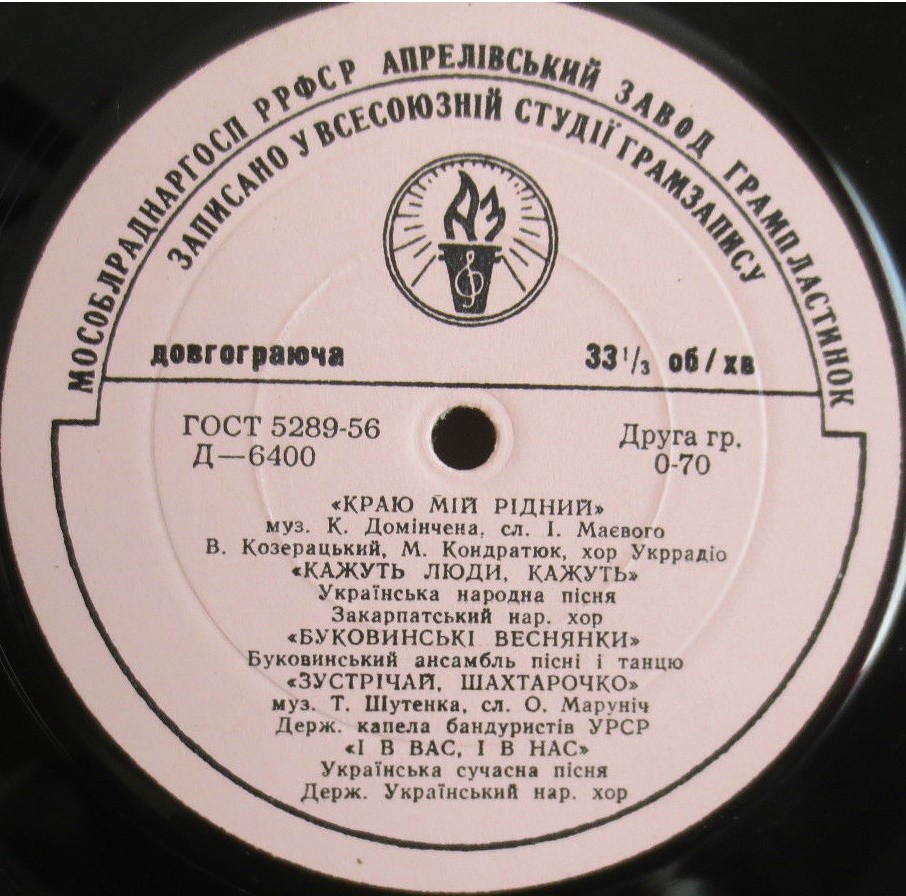 МОСОБЛРАДНАРГОСП РРФСР АПРЕЛІВСЬКИЙ ЗАВОД ГРАМПЛАСТИНОК
ЗАПИСАНО У ВСЕСОЮЗНІЙ СТУДІЇ ГРАМЗАПИСУ
АЗ
довгограюча 33 1/3 об/хв
ГОСТ 5289-56 Друга гр.
Д—6400 0-70
«КРАЮ МІЙ РІДНИЙ»
муз. К. Домінчена, сл. І. Маєвого
В. Козерацький, М. Кондратюк, хор Укррадіо
«КАЖУТЬ ЛЮДИ, КАЖУТЬ»
Українська народна пісня
Закарпатський нар. хор
«БУКОВИНСЬКІ ВЕСНЯНКИ»
Буковинський ансамбль пісні і танцю
«ЗУСТРІЧАЙ, ШАХТАРОЧКО»
муз. Т. Шутенка, сл. О. Маруніч
Держ. капела бандуристів УРСР
«І В ВАС, І В НАС»
Українська сучасна пісня
Держ. Український нар. хор